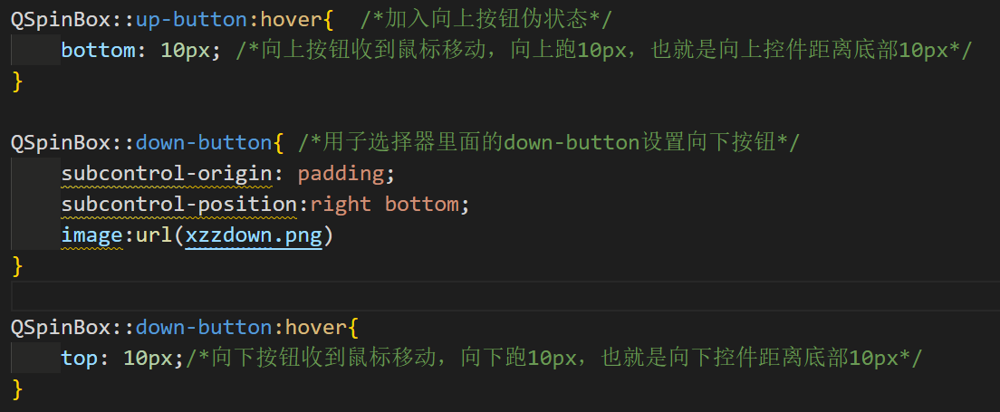 QSpinBox::up-button:hover{  /*加入向上按钮伪状态*/
    bottom: 10px; /*向上按钮收到鼠标移动，向上跑10px，也就是向上控件距离底部10px*/
}

QSpinBox::down-button{ /*用子选择器里面的down-button设置向下按钮*/
    subcontrol-origin: padding;
    subcontrol-position:right bottom;
    image:url(xzzdown.png)
}

QSpinBox::down-button:hover{
    top: 10px;/*向下按钮收到鼠标移动，向下跑10px，也就是向下控件距离底部10px*/
}